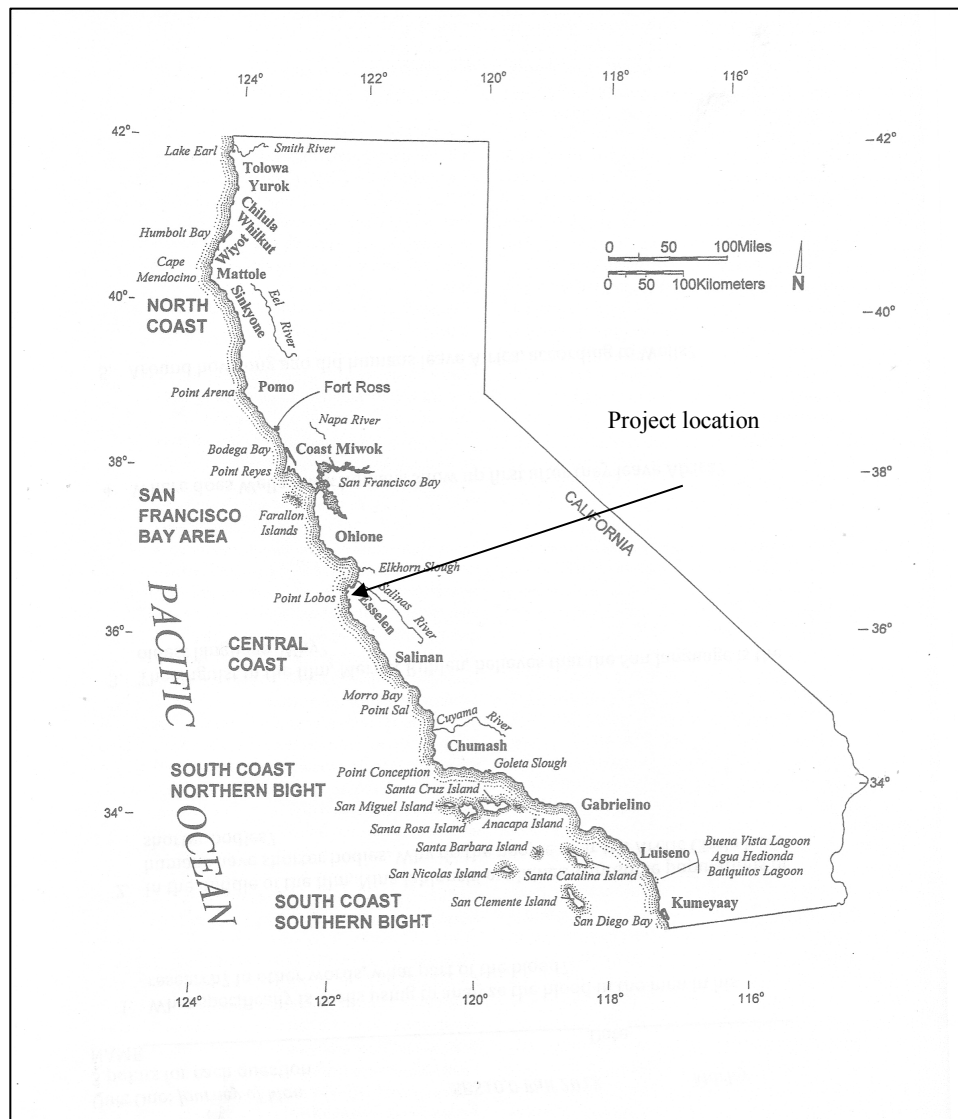 124° 122° 120° 118° 116°
42° 42°
Lake Earl Smith River
Tolowa
Yurok
Chilula
Whilkut
Humbolt Bay
Wiyot
Cape
Mendocino
Mattole
0 50 100Miles
0 50 100Kilometers
N
40° 40°
NORTH
COAST
Sinkyone
Eel
River
Point Arena
Pomo
Fort Ross
Napa River
Project location
Bodega Bay
Coast Miwok
Point Reyes
San Francisco Bay
38° 38°
SAN
FRANCISCO
BAY AREA
Farallon
Islands
Ohlone
CALIFORNIA
Elkhorn Slough
Point Lobos
Salinas
River
Esselen
36° 36°
PACIFIC
OCEAN
CENTRAL
COAST
Salinan
Morro Bay
Point Sal
Cuyama River
Chumash
Goleta Slough
SOUTH COAST
NORTHERN BIGHT
Point Conception
Santa Cruz Island
34° 34°
San Miguel Island
Gabrielino
Santa Rosa Island
Anacapa Island
Santa Barbara Island
Buena Vista Lagoon
Agua Hedionda
Batiquitos Lagoon
Luiseno
San Nicolas Island
Santa Catalina Island
SOUTH COAST
SOUTHERN BIGHT
San Clemente Island
Kumeyaay
San Diego Bay
124° 122° 120° 118° 116°